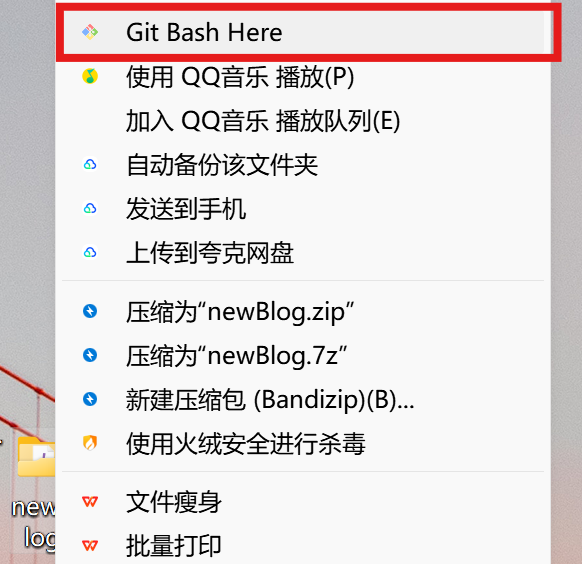 Git Bash Here
使用 QQ音乐 播放(P)
加入 QQ音乐 播放队列(E)
自动备份该文件夹
发送到手机
上传到夸克网盘
压缩为“newBlog.zip”
压缩为“newBlog.7z”
新建压缩包 (Bandizip)(B)...
使用火绒安全进行杀毒
文件瘦身
批量打印
new
log